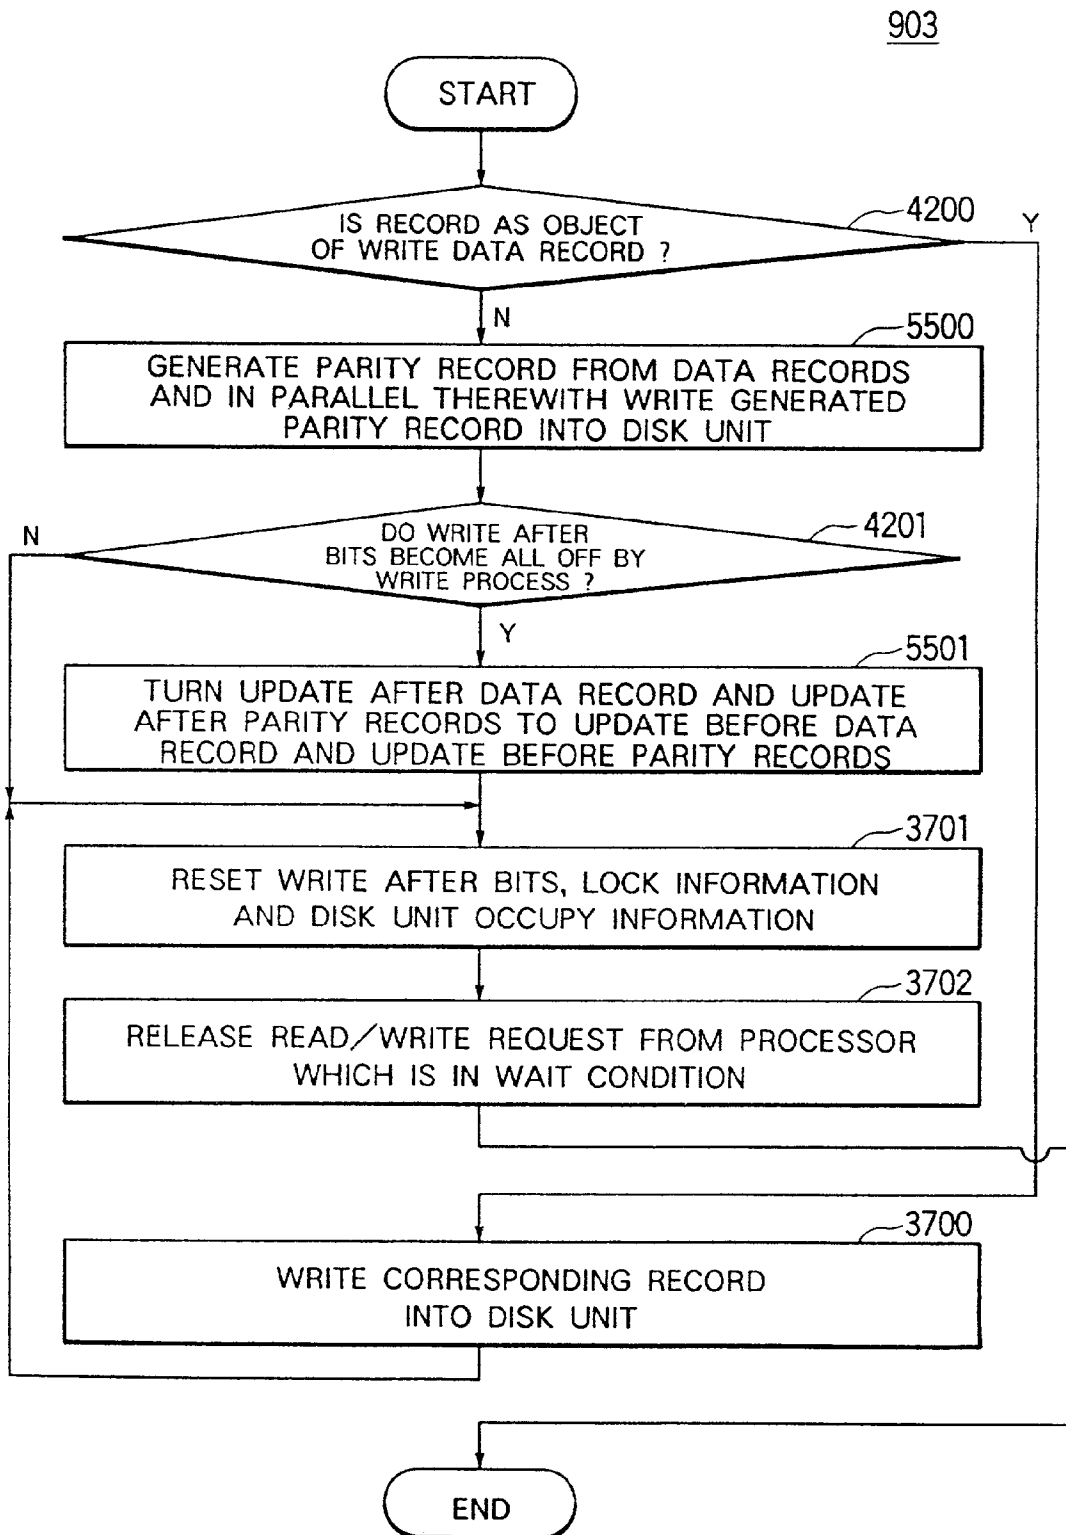 903
START
4200
Y
IS RECORD AS OBJECT
OF WRITE DATA RECORD ?
N
5500
GENERATE PARITY RECORD FROM DATA RECORDS
AND IN PARALLEL THEREWITH WRITE GENERATED
PARITY RECORD INTO DISK UNIT
N
4201
DO WRITE AFTER
BITS BECOME ALL OFF BY
WRITE PROCESS ?
Y
5501
TURN UPDATE AFTER DATA RECORD AND UPDATE
AFTER PARITY RECORDS TO UPDATE BEFORE DATA
RECORD AND UPDATE BEFORE PARITY RECORDS
3701
RESET WRITE AFTER BITS, LOCK INFORMATION
AND DISK UNIT OCCUPY INFORMATION
3702
RELEASE READ/WRITE REQUEST FROM PROCESSOR
WHICH IS IN WAIT CONDITION
3700
WRITE CORRESPONDING RECORD
INTO DISK UNIT
END